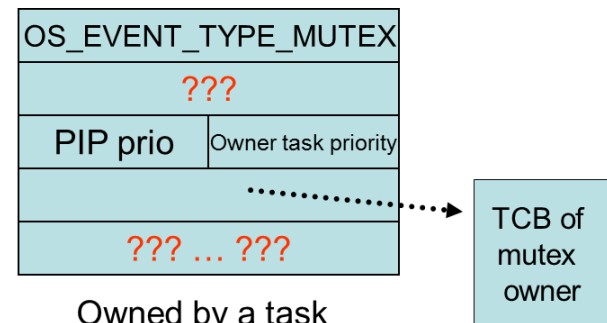 OS_EVENT_TYPE_MUTEX
???
PIP prio Owner task priority
??? ... ???
TCB of
mutex
owner
Owned by a task